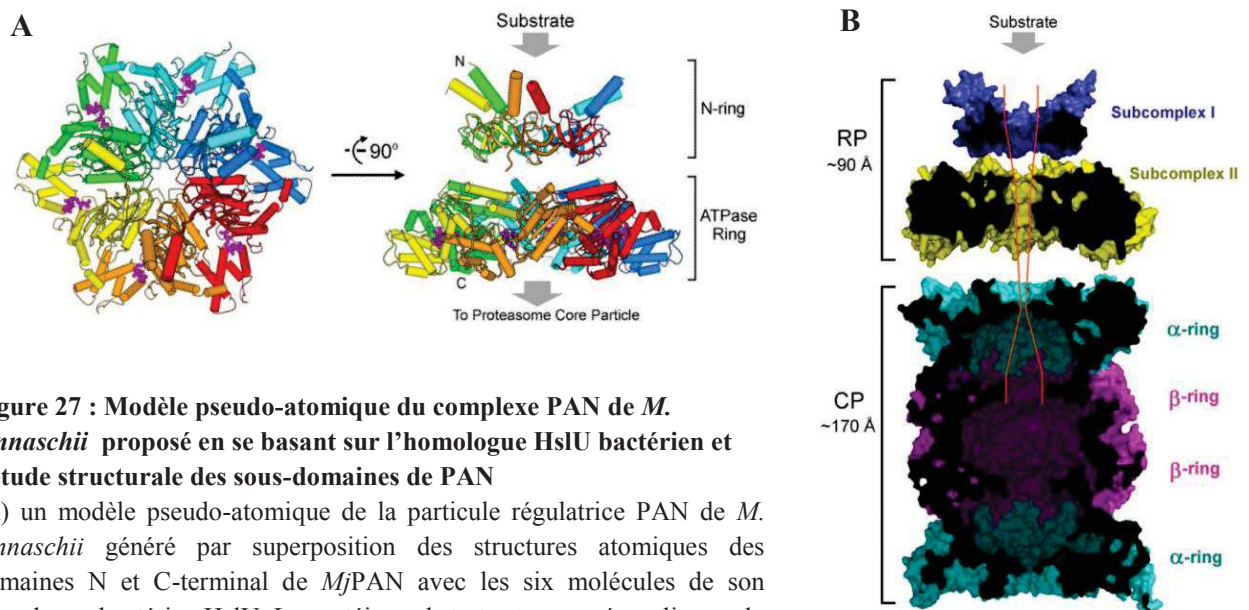 A
Substrate
N
N-ring
90°
ATPase
Ring
C
To Proteasome Core Particle
B
Substrate
RP
~90 Å
Subcomplex I
Subcomplex II
CP
~170 Å
α-ring
β-ring
β-ring
α-ring
gure 27 : Modèle pseudo-atomique du complexe PAN de M.
nnaschii proposé en se basant sur l’homologue HslU bactérien et
étude structurale des sous-domaines de PAN
) un modèle pseudo-atomique de la particule régulatrice PAN de M.
nnaschii généré par superposition des structures atomiques des
maines N et C-terminal de MjPAN avec les six molécules de son